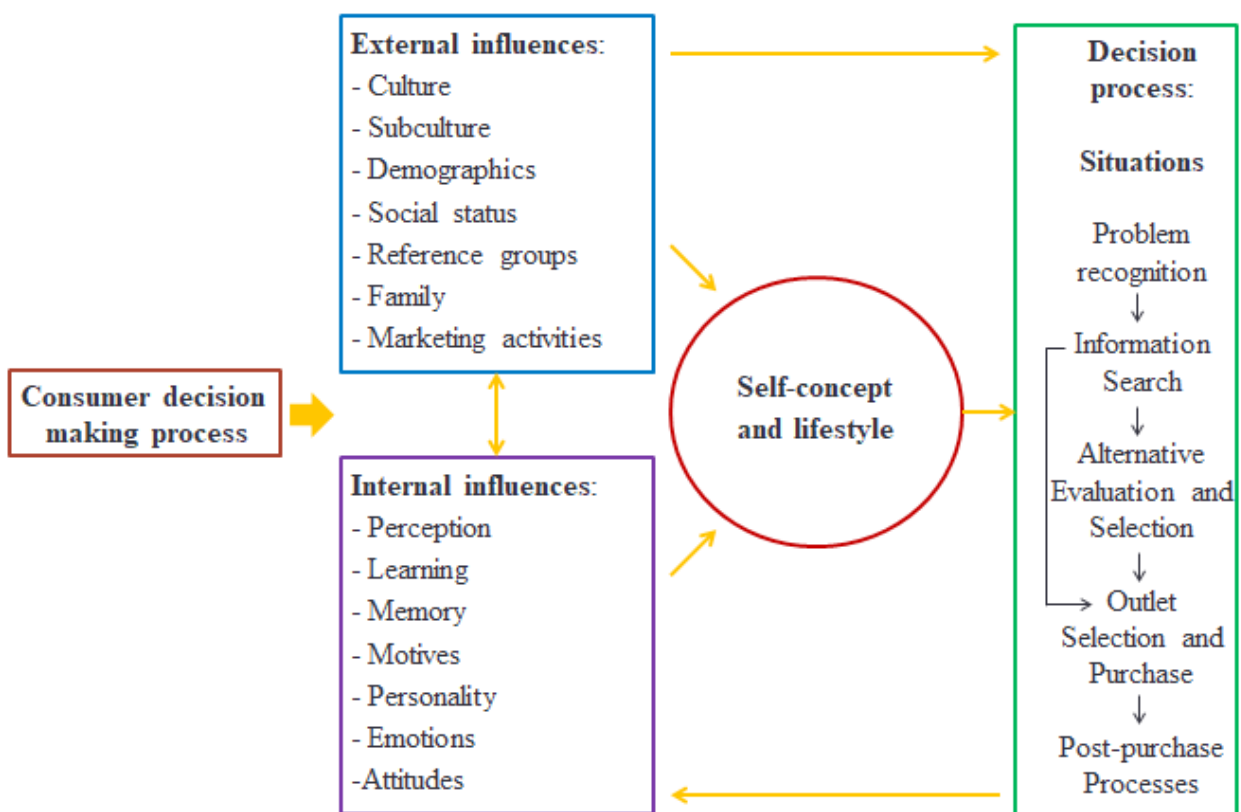 Consumer decision
making process
External influences:
- Culture
- Subculture
- Demographics
- Social status
- Reference groups
- Family
- Marketing activities
Internal influences:
- Perception
- Learning
- Memory
- Motives
- Personality
- Emotions
-Attitudes
Self-concept
and lifestyle
Decision
process:
Situations
Problem
recognition
Information
Search
Alternative
Evaluation and
Selection
Outlet
Selection and
Purchase
Post-purchase
Processes